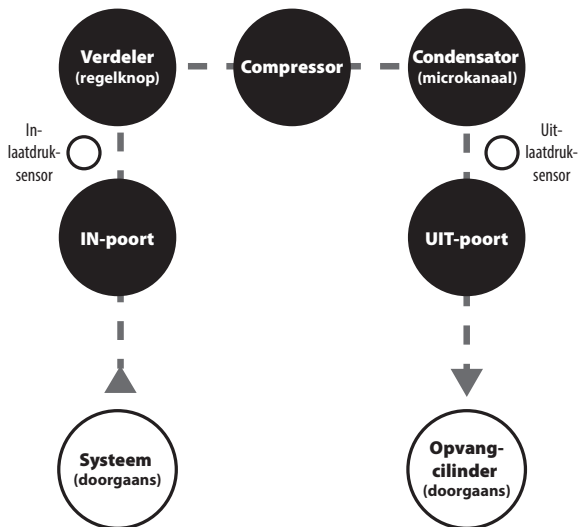 Verdeler
(regelknop)
Compressor
Condensator
(microkanaal)
In-
laatdruk-
sensor
Uit-
laatdruk-
sensor
IN-poort
UIT-poort
Systeem
(doorgaans)
Opvang-
cilinder
(doorgaans)